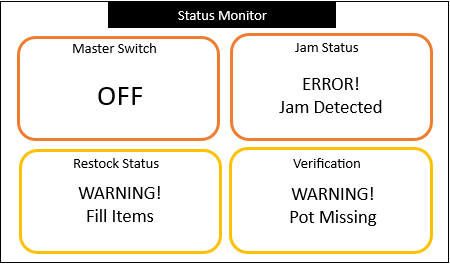 Status Monitor
Master Switch
OFF
Jam Status
ERROR!
Jam Detected
Restock Status
WARNING!
Fill Items
Verification
WARNING!
Pot Missing